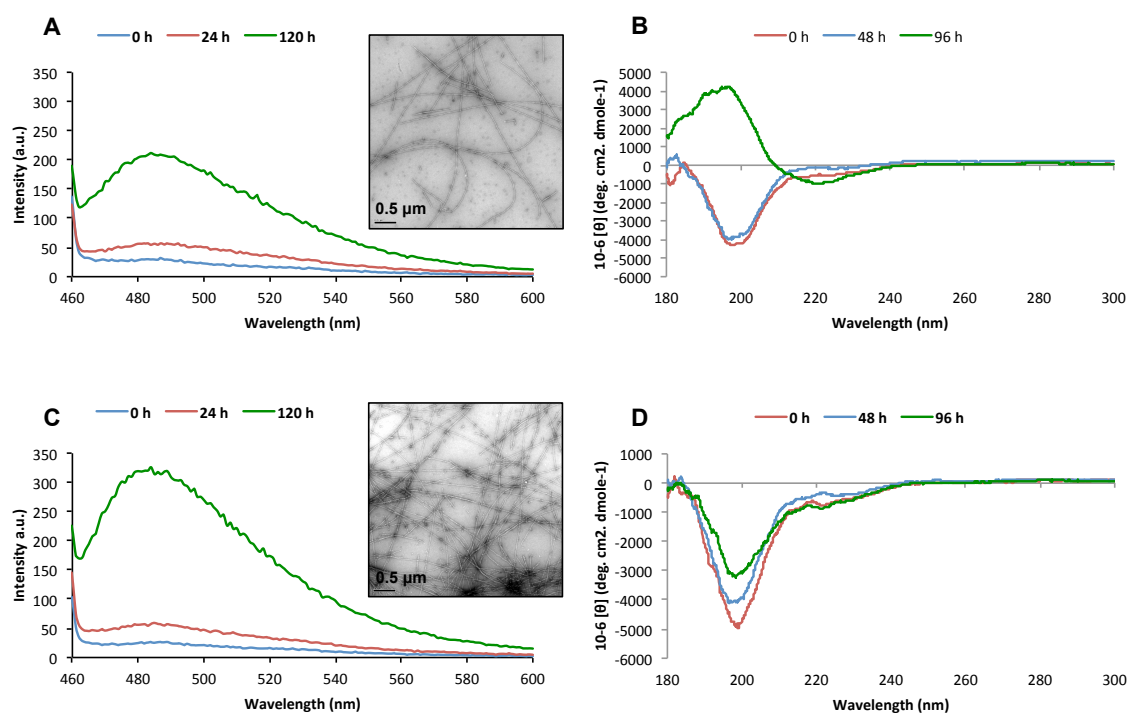 A
0 h 24 h 120 h
350
300
250
200
150
100
50
0
Intensity (a.u.)
460 480 500 520 540 560 580 600
Wavelength (nm)
0.5 µm
B
0 h 48 h 96 h
5000
4000
3000
2000
1000
0
-1000
-2000
-3000
-4000
-5000
-6000
10-6 [θ] (deg. cm2. dmole-1)
180 200 220 240 260 280 300
Wavelength (nm)
C
0 h 24 h 120 h
350
300
250
200
150
100
50
0
Intensity a.u.)
460 480 500 520 540 560 580 600
Wavelength (nm)
0.5 µm
D
0 h 48 h 96 h
1000
0
-1000
-2000
-3000
-4000
-5000
-6000
10-6 [θ] (deg. cm2. dmole-1)
180 200 220 240 260 280 300
Wavelength (nm)